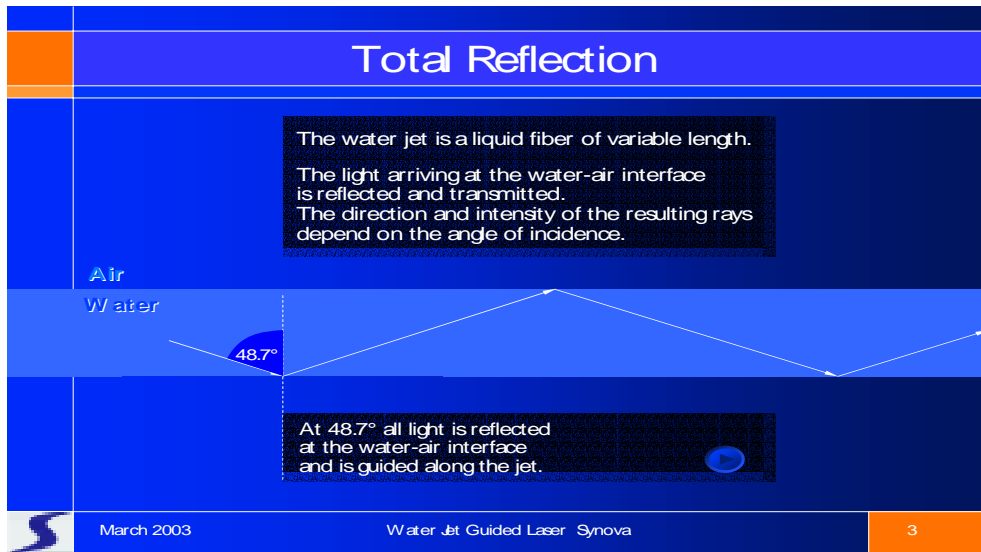 Total Reflection
The water jet is a liquid fiber of variable length.
The light arriving at the water-air interface
is reflected and transmitted.
The direction and intensity of the resulting rays
depend on the angle of incidence.
Air
Water
48.7°
At 48.7° all light is reflected
at the water-air interface
and is guided along the jet.
March 2003
Water Jet Guided Laser Synova
3